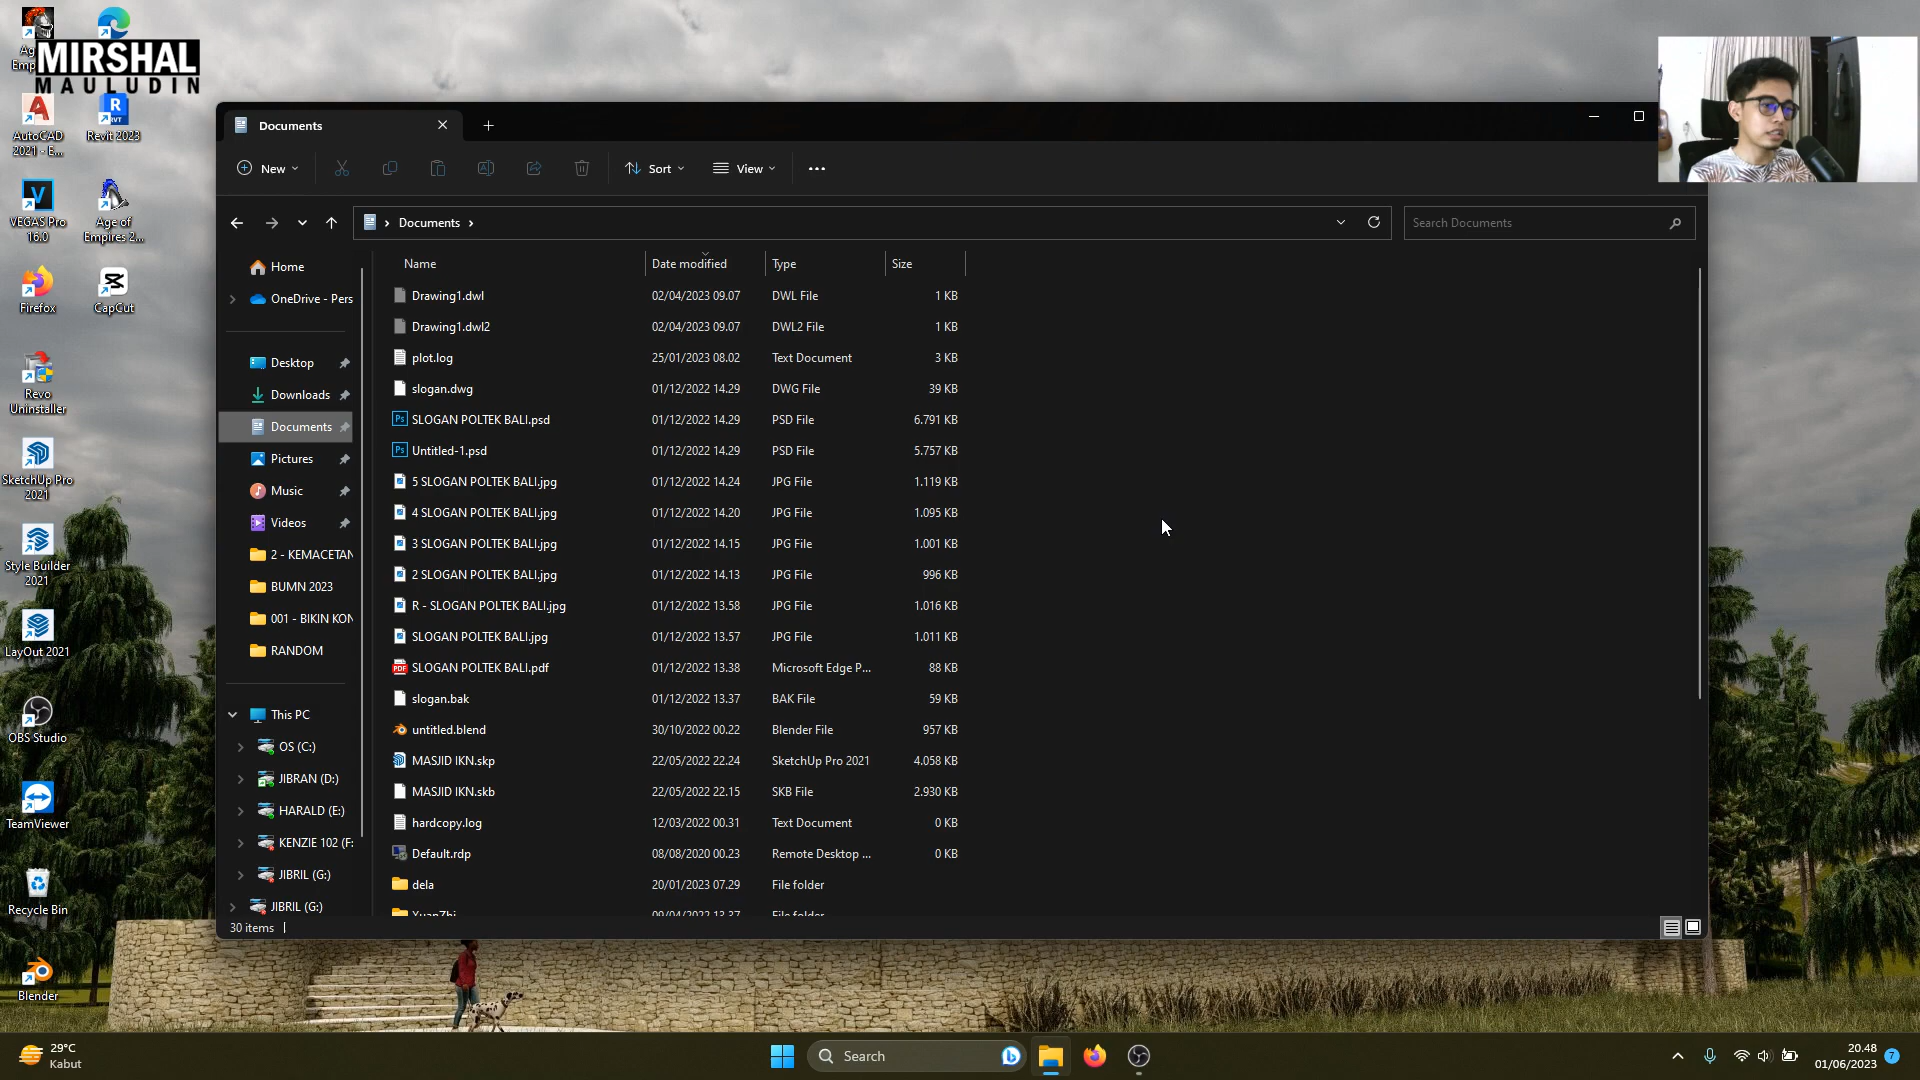 MIRSHAL
MAULUDIN
AutoCAD
2021 - E...
Revit 2023
VEGAS Pro
16.0
Age of
Empires 2...
Firefox
CapCut
Revo
Uninstaller
SketchUp Pro
2021
Style Builder
2021
LayOut 2021
OBS Studio
TeamViewer
Recycle Bin
Blender
Documents
New
Sort
View
Documents
Search Documents
Home
OneDrive - Pers
Desktop
Downloads
Documents
Pictures
Music
Videos
2 - KEMACETAN
BUMN 2023
001 - BIKIN KON
RANDOM
This PC
OS (C:)
JIBRAN (D:)
HARALD (E:)
KENZIE 102 (F:
JIBRIL (G:)
JIBRIL (G:)
Name Date modified Type Size
Drawing1.dwl 02/04/2023 09.07 DWL File 1 KB
Drawing1.dwl2 02/04/2023 09.07 DWL2 File 1 KB
plot.log 25/01/2023 08.02 Text Document 3 KB
slogan.dwg 01/12/2022 14.29 DWG File 39 KB
SLOGAN POLTEK BALI.psd 01/12/2022 14.29 PSD File 6.791 KB
Untitled-1.psd 01/12/2022 14.29 PSD File 5.757 KB
5 SLOGAN POLTEK BALI.jpg 01/12/2022 14.24 JPG File 1.119 KB
4 SLOGAN POLTEK BALI.jpg 01/12/2022 14.20 JPG File 1.095 KB
3 SLOGAN POLTEK BALI.jpg 01/12/2022 14.15 JPG File 1.001 KB
2 SLOGAN POLTEK BALI.jpg 01/12/2022 14.13 JPG File 996 KB
R - SLOGAN POLTEK BALI.jpg 01/12/2022 13.58 JPG File 1.016 KB
SLOGAN POLTEK BALI.jpg 01/12/2022 13.57 JPG File 1.011 KB
SLOGAN POLTEK BALI.pdf 01/12/2022 13.38 Microsoft Edge P... 88 KB
slogan.bak 01/12/2022 13.37 BAK File 59 KB
untitled.blend 30/10/2022 00.22 Blender File 957 KB
MASJID IKN.skp 22/05/2022 22.24 SketchUp Pro 2021 4.058 KB
MASJID IKN.skb 22/05/2022 22.15 SKB File 2.930 KB
hardcopy.log 12/03/2022 00.31 Text Document 0 KB
Default.rdp 08/08/2020 00.23 Remote Desktop ... 0 KB
dela 20/01/2023 07.29 File folder
30 items
29°C
Kabut
Search
20.48
01/06/2023
7